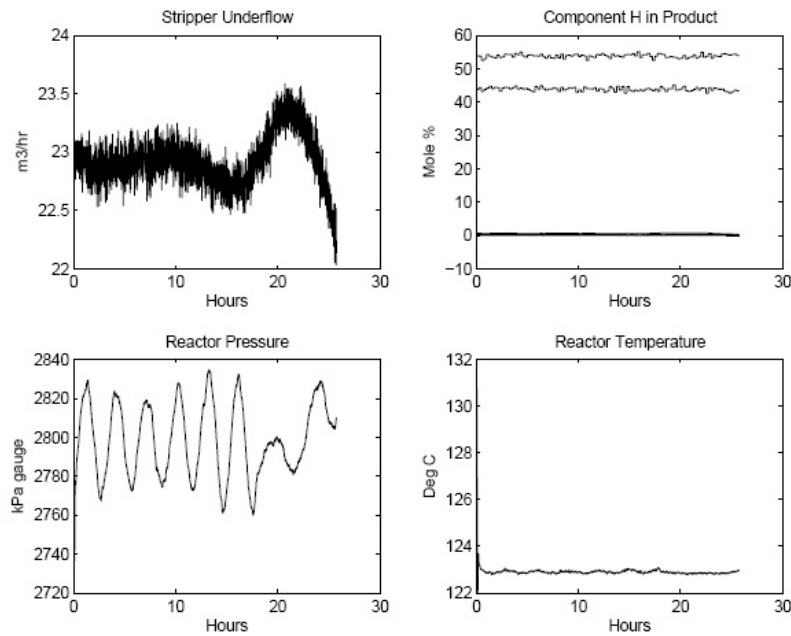 Stripper Underflow
24
23.5
23
22.5
22
m3/hr
0 10 20 30
Hours
Component H in Product
60
50
40
30
20
10
0
−10
Mole %
0 10 20 30
Hours
Reactor Pressure
2840
2820
2800
2780
2760
2740
2720
kPa gauge
0 10 20 30
Hours
Reactor Temperature
132
130
128
126
124
122
Deg C
0 10 20 30
Hours